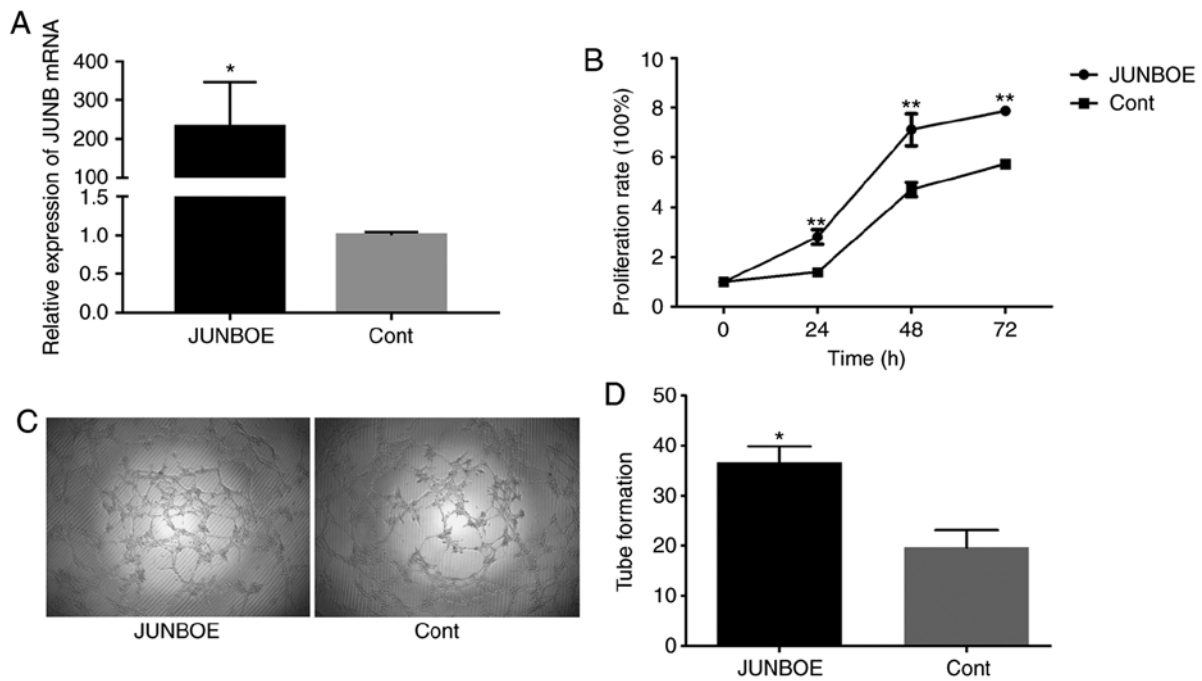 A
Relative expression of JUNB mRNA
400
300
200
100
1.5
1.0
0.5
0.0
*
JUNBOE
Cont
B
Proliferation rate (100%)
10
8
6
4
2
0
**
**
**
0
24
48
72
Time (h)
JUNBOE
Cont
C
JUNBOE
Cont
D
Tube formation
50
40
30
20
10
0
*
JUNBOE
Cont